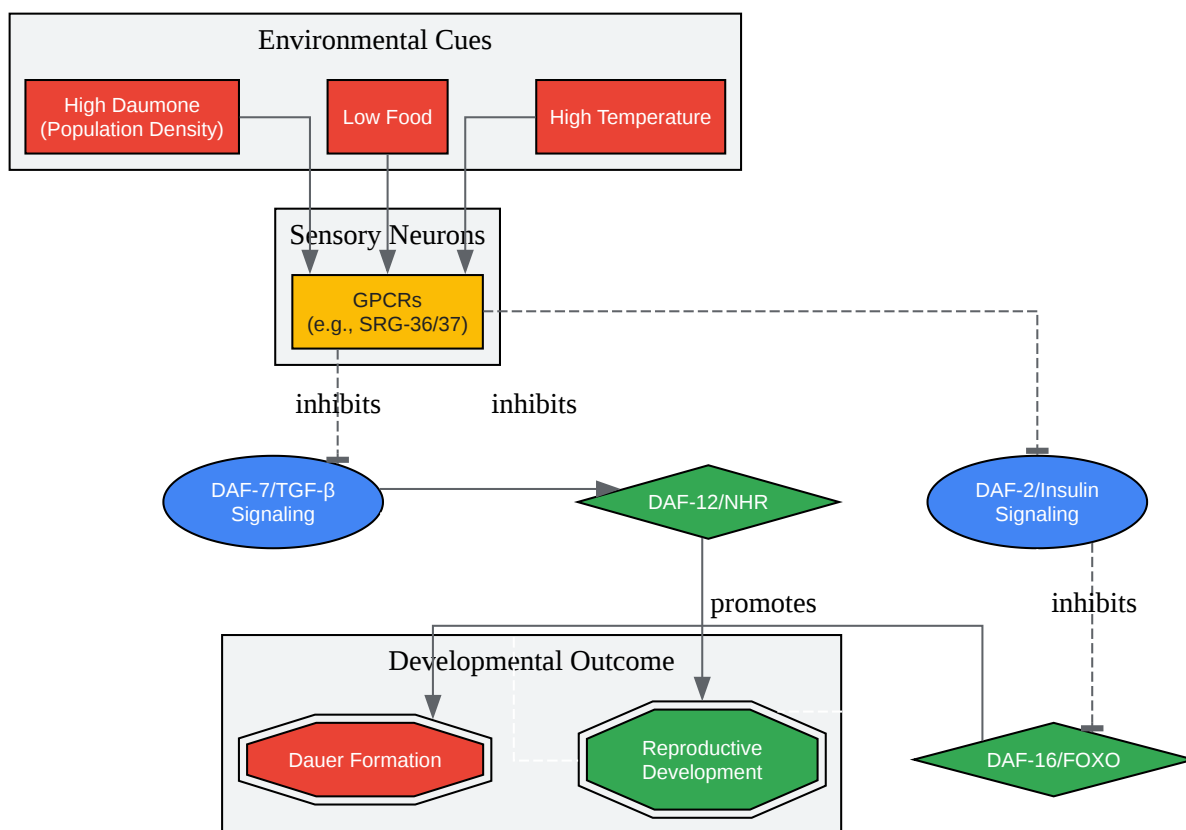 Environmental Cues
High Daumone
(Population Density)
Low Food
High Temperature
Sensory Neurons
GPCRs
(e.g., SRG-36/37)
inhibits
inhibits
DAF-7/TGF-β
Signaling
DAF-12/NHR
DAF-2/Insulin
Signaling
promotes
inhibits
Developmental Outcome
Dauer Formation
Reproductive
Development
DAF-16/FOXO